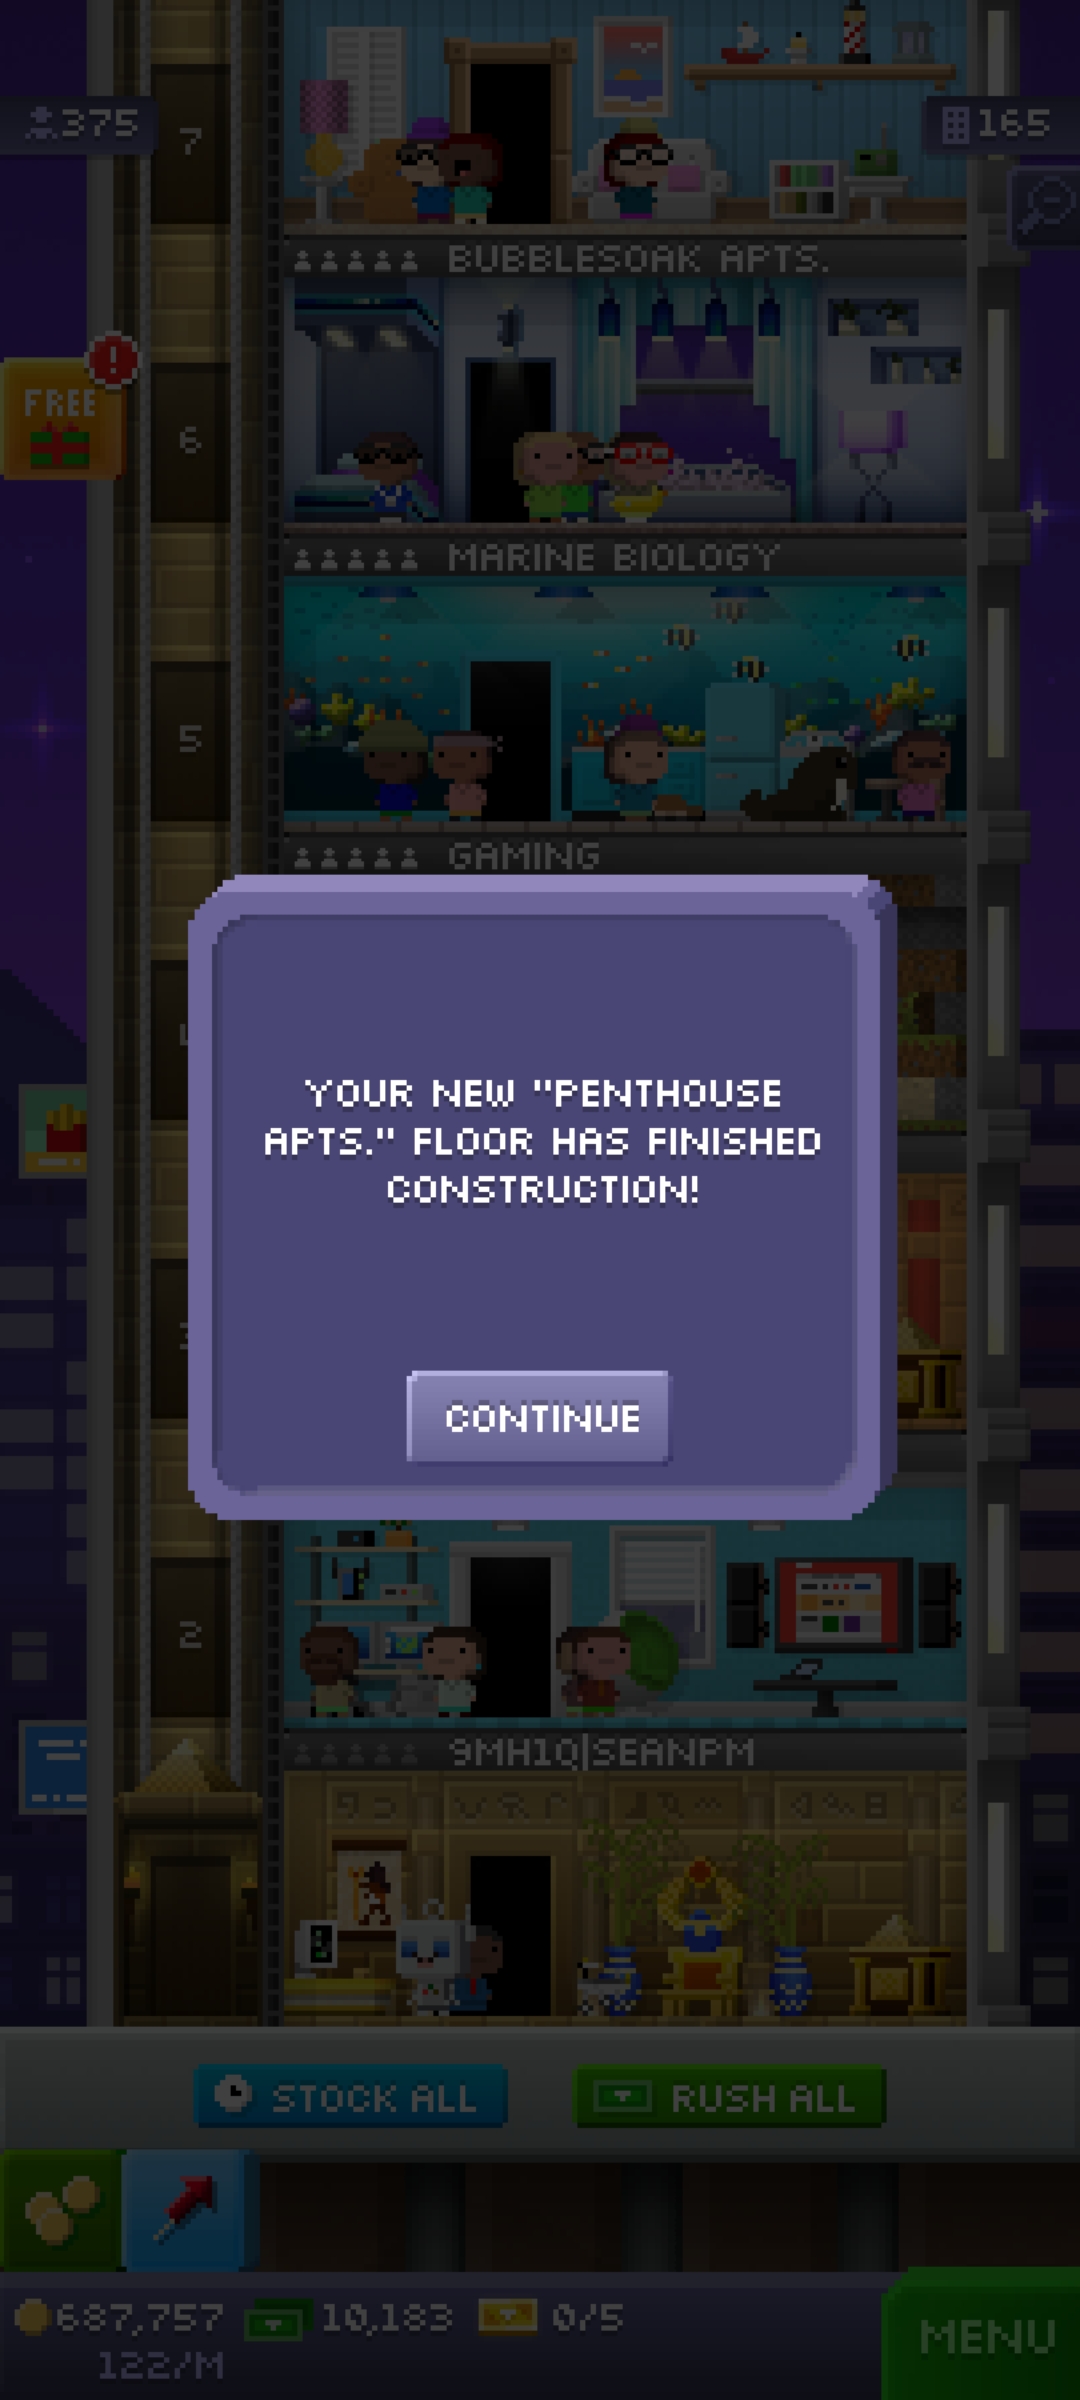 375
7
165
BUBBLESOAK APTS.
FREE
6
MARINE BIOLOGY
5
GAMING
YOUR NEW "PENTHOUSE
APTS." FLOOR HAS FINISHED
CONSTRUCTION!
CONTINUE
2
9MH1Q|SEANPM
STOCK ALL
RUSH ALL
687,757
10,183
0/5
122/M
MENU